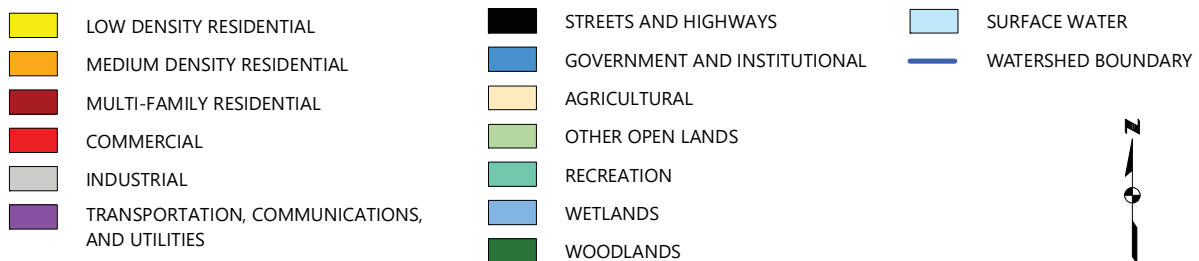 LOW DENSITY RESIDENTIAL
MEDIUM DENSITY RESIDENTIAL
MULTI-FAMILY RESIDENTIAL
COMMERCIAL
INDUSTRIAL
TRANSPORTATION, COMMUNICATIONS,
AND UTILITIES
STREETS AND HIGHWAYS
GOVERNMENT AND INSTITUTIONAL
AGRICULTURAL
OTHER OPEN LANDS
RECREATION
WETLANDS
WOODLANDS
SURFACE WATER
WATERSHED BOUNDARY
N